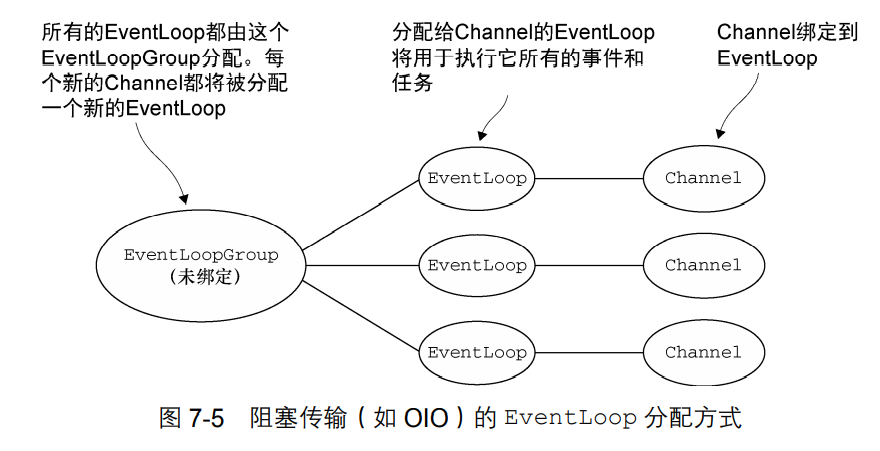 所有的EventLoop都由这个
EventLoopGroup分配。每
个新的Channel都将被分配
一个新的EventLoop
分配给Channel的EventLoop
将用于执行它所有的事件和
任务
Channel绑定到
EventLoop
EventLoop
Channel
EventLoopGroup
（未绑定）
EventLoop
Channel
EventLoop
Channel
图 7-5 阻塞传输（如 OIO）的 EventLoop 分配方式